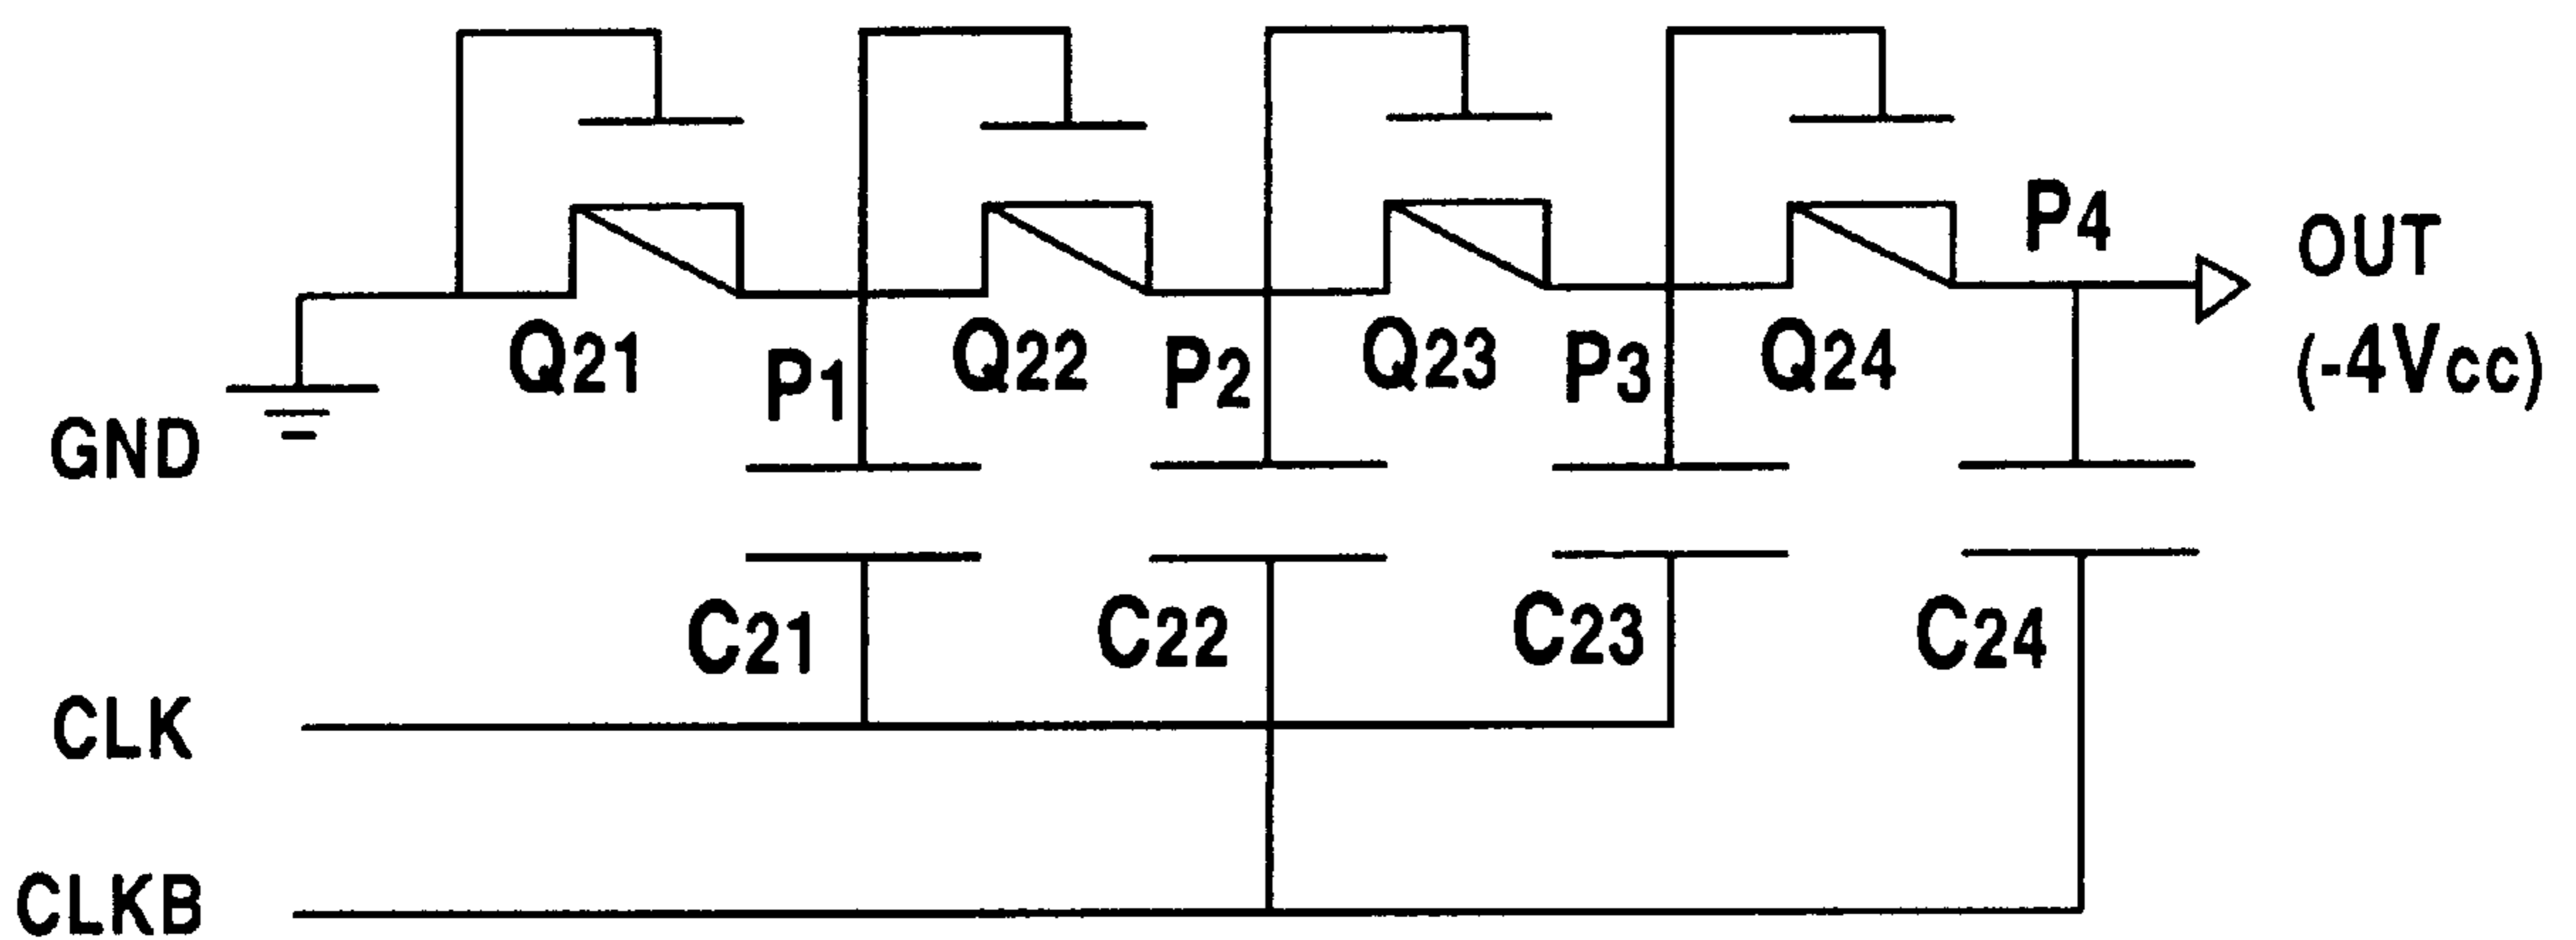 P4
OUT
(-4Vcc)
Q21
P1
Q22
P2
Q23
P3
Q24
GND
C21
C22
C23
C24
CLK
CLKB